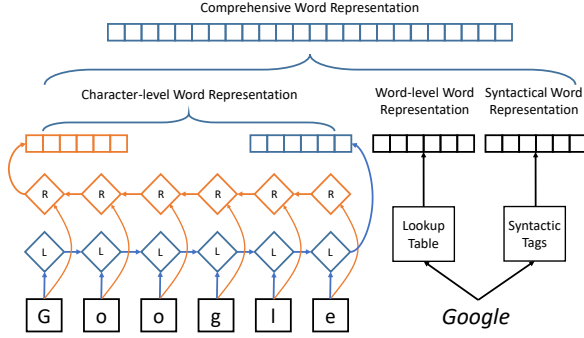 Comprehensive Word Representation
Character-level Word Representation
Word-level Word
Representation
Syntactical Word
Representation
R R R R R R
L L L L L L
Lookup
Table
Syntactic
Tags
G o o g l e
Google